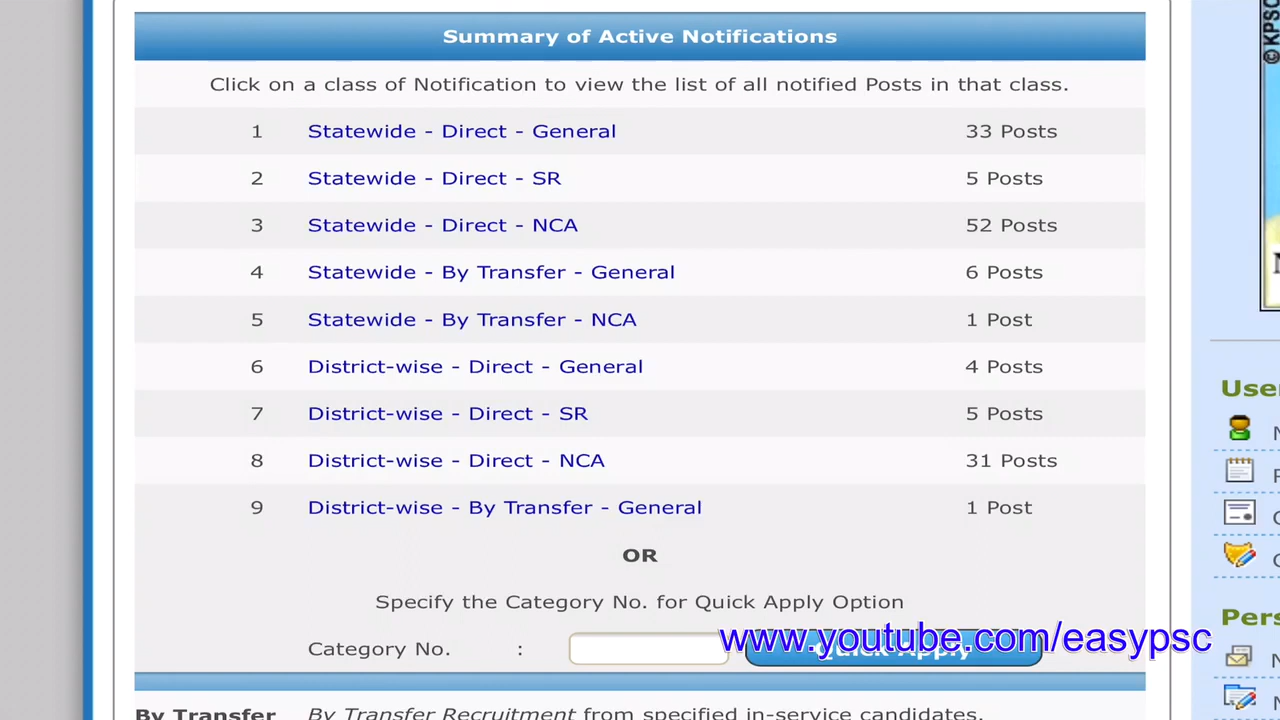 Summary of Active Notifications
Click on a class of Notification to view the list of all notified Posts in that class.
1 Statewide - Direct - General 33 Posts
2 Statewide - Direct - SR 5 Posts
3 Statewide - Direct - NCA 52 Posts
4 Statewide - By Transfer - General 6 Posts
5 Statewide - By Transfer - NCA 1 Post
6 District-wise - Direct - General 4 Posts
7 District-wise - Direct - SR 5 Posts
8 District-wise - Direct - NCA 31 Posts
9 District-wise - By Transfer - General 1 Post
OR
Specify the Category No. for Quick Apply Option
Category No. : Quick Apply
www.youtube.com/easypsc
By Transfer By Transfer Recruitment from specified in-service candidates.
© KPSC